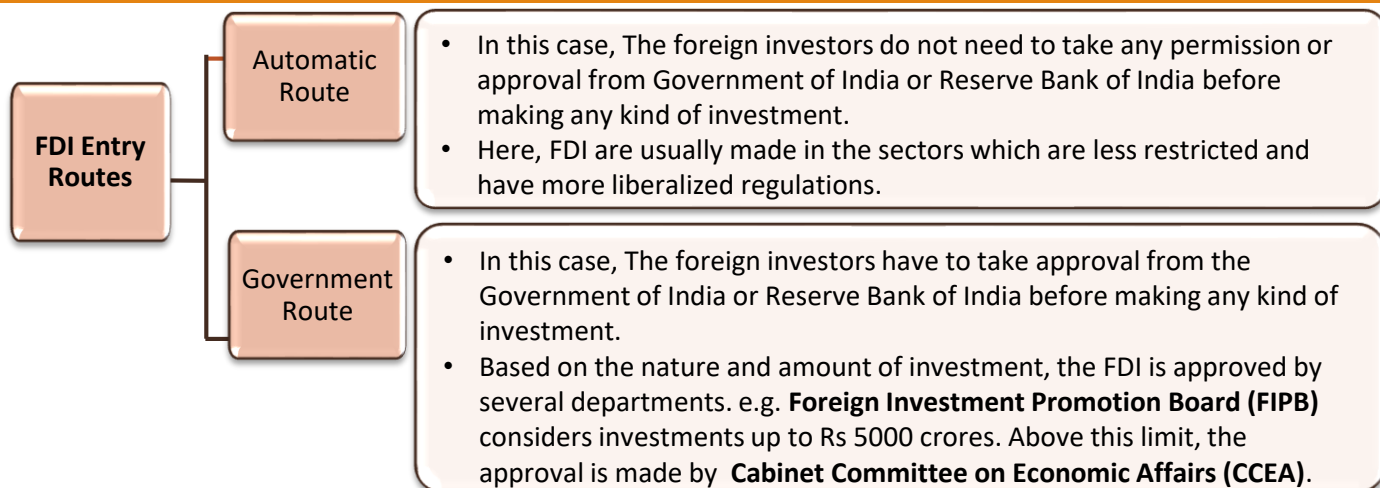 FDI Entry
Routes
Automatic
Route
• In this case, The foreign investors do not need to take any permission or
approval from Government of India or Reserve Bank of India before
making any kind of investment.
• Here, FDI are usually made in the sectors which are less restricted and
have more liberalized regulations.
Government
Route
• In this case, The foreign investors have to take approval from the
Government of India or Reserve Bank of India before making any kind of
investment.
• Based on the nature and amount of investment, the FDI is approved by
several departments. e.g. Foreign Investment Promotion Board (FIPB)
considers investments up to Rs 5000 crores. Above this limit, the
approval is made by Cabinet Committee on Economic Affairs (CCEA).